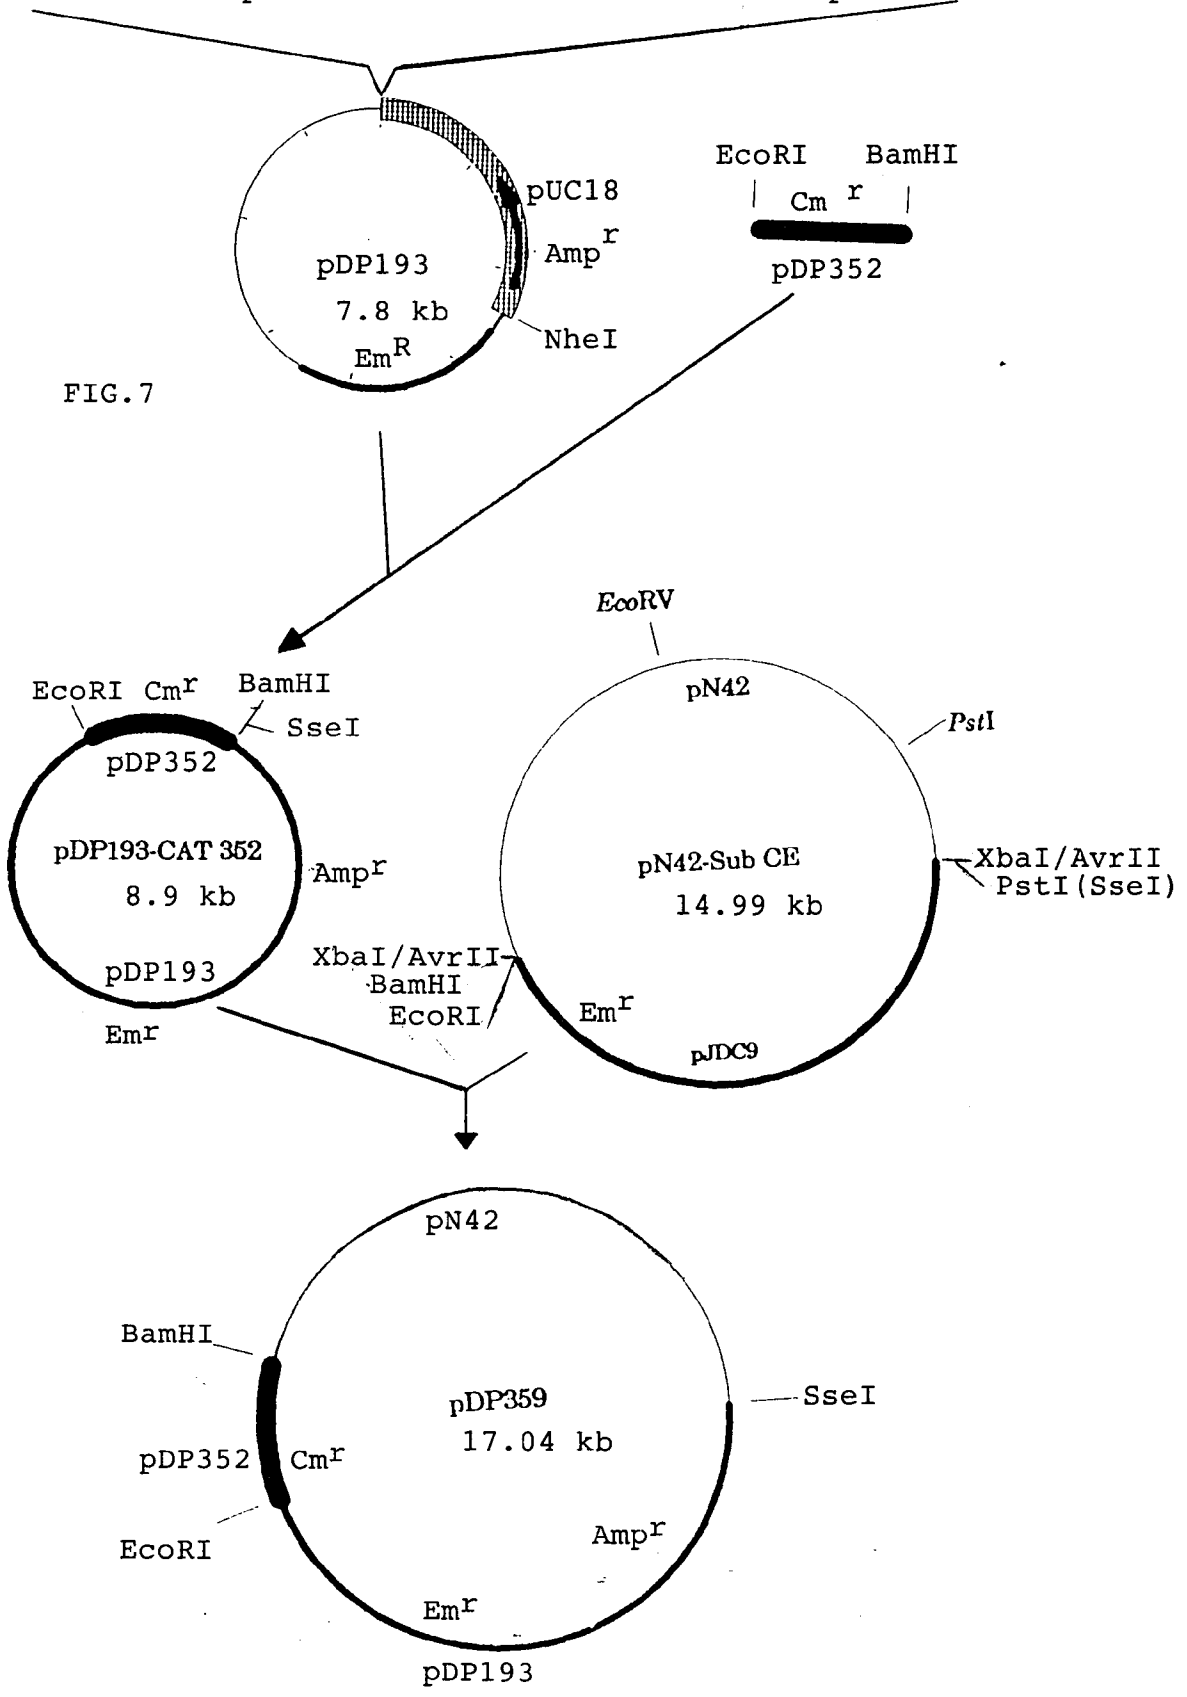 EcoRI BamHI
Cm r
pUC18
Amp r
pDP193
7.8 kb
pDP352
NheI
Em R
FIG.7
EcoRV
pN42
PstI
EcoRI Cm r BamHI
SseI
pDP352
pDP193-CAT 352
8.9 kb
Amp r
pN42-Sub CE
14.99 kb
XbaI/AvrII
PstI(SseI)
pDP193
Em r
XbaI/AvrII
BamHI
EcoRI
Em r
pJDC9
pN42
BamHI
pDP359
17.04 kb
SseI
pDP352 Cm r
EcoRI
Amp r
Em r
pDP193